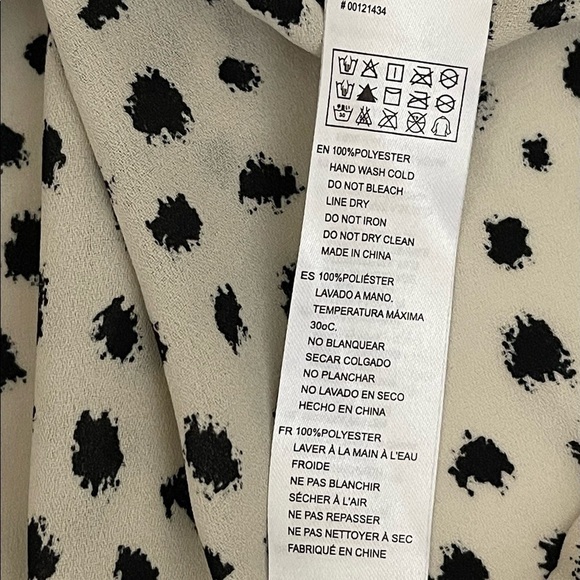 # 00121434
EN 100%POLYESTER
HAND WASH COLD
DO NOT BLEACH
LINE DRY
DO NOT IRON
DO NOT DRY CLEAN
MADE IN CHINA
ES 100%POLIÉSTER
LAVADO A MANO,
TEMPERATURA MÁXIMA
30oC.
NO BLANQUEAR
SECAR COLGADO
NO PLANCHAR
NO LAVADO EN SECO
HECHO EN CHINA
FR 100%POLYESTER
LAVER À LA MAIN À L'EAU
FROIDE
NE PAS BLANCHIR
SÉCHER À L'AIR
NE PAS REPASSER
NE PAS NETTOYER À SEC
FABRIQUÉ EN CHINE